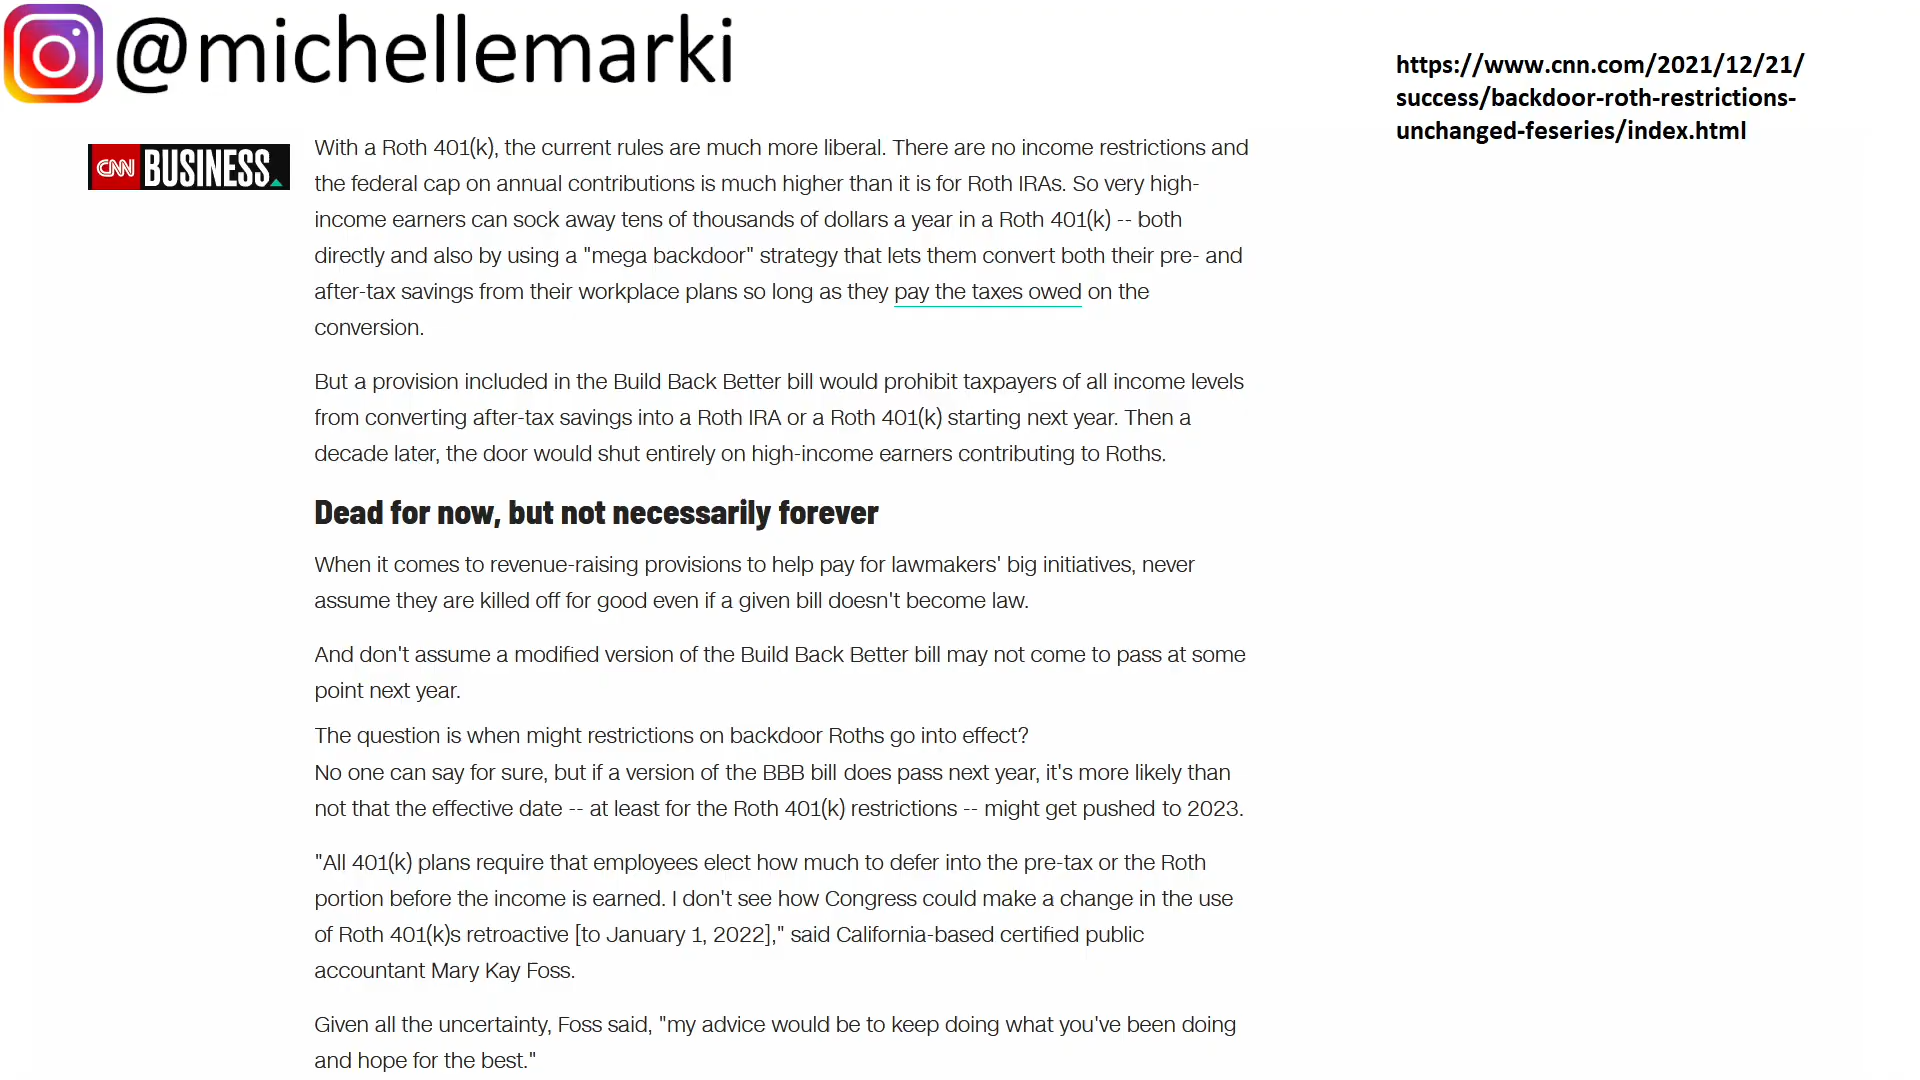 @michellemarki
https://www.cnn.com/2021/12/21/
success/backdoor-roth-restrictions-
unchanged-feseries/index.html
CNN BUSINESS
With a Roth 401(k), the current rules are much more liberal. There are no income restrictions and
the federal cap on annual contributions is much higher than it is for Roth IRAs. So very high-
income earners can sock away tens of thousands of dollars a year in a Roth 401(k) -- both
directly and also by using a "mega backdoor" strategy that lets them convert both their pre- and
after-tax savings from their workplace plans so long as they pay the taxes owed on the
conversion.
But a provision included in the Build Back Better bill would prohibit taxpayers of all income levels
from converting after-tax savings into a Roth IRA or a Roth 401(k) starting next year. Then a
decade later, the door would shut entirely on high-income earners contributing to Roths.
Dead for now, but not necessarily forever
When it comes to revenue-raising provisions to help pay for lawmakers' big initiatives, never
assume they are killed off for good even if a given bill doesn't become law.
And don't assume a modified version of the Build Back Better bill may not come to pass at some
point next year.
The question is when might restrictions on backdoor Roths go into effect?
No one can say for sure, but if a version of the BBB bill does pass next year, it's more likely than
not that the effective date -- at least for the Roth 401(k) restrictions -- might get pushed to 2023.
"All 401(k) plans require that employees elect how much to defer into the pre-tax or the Roth
portion before the income is earned. I don't see how Congress could make a change in the use
of Roth 401(k)s retroactive [to January 1, 2022]," said California-based certified public
accountant Mary Kay Foss.
Given all the uncertainty, Foss said, "my advice would be to keep doing what you've been doing
and hope for the best."